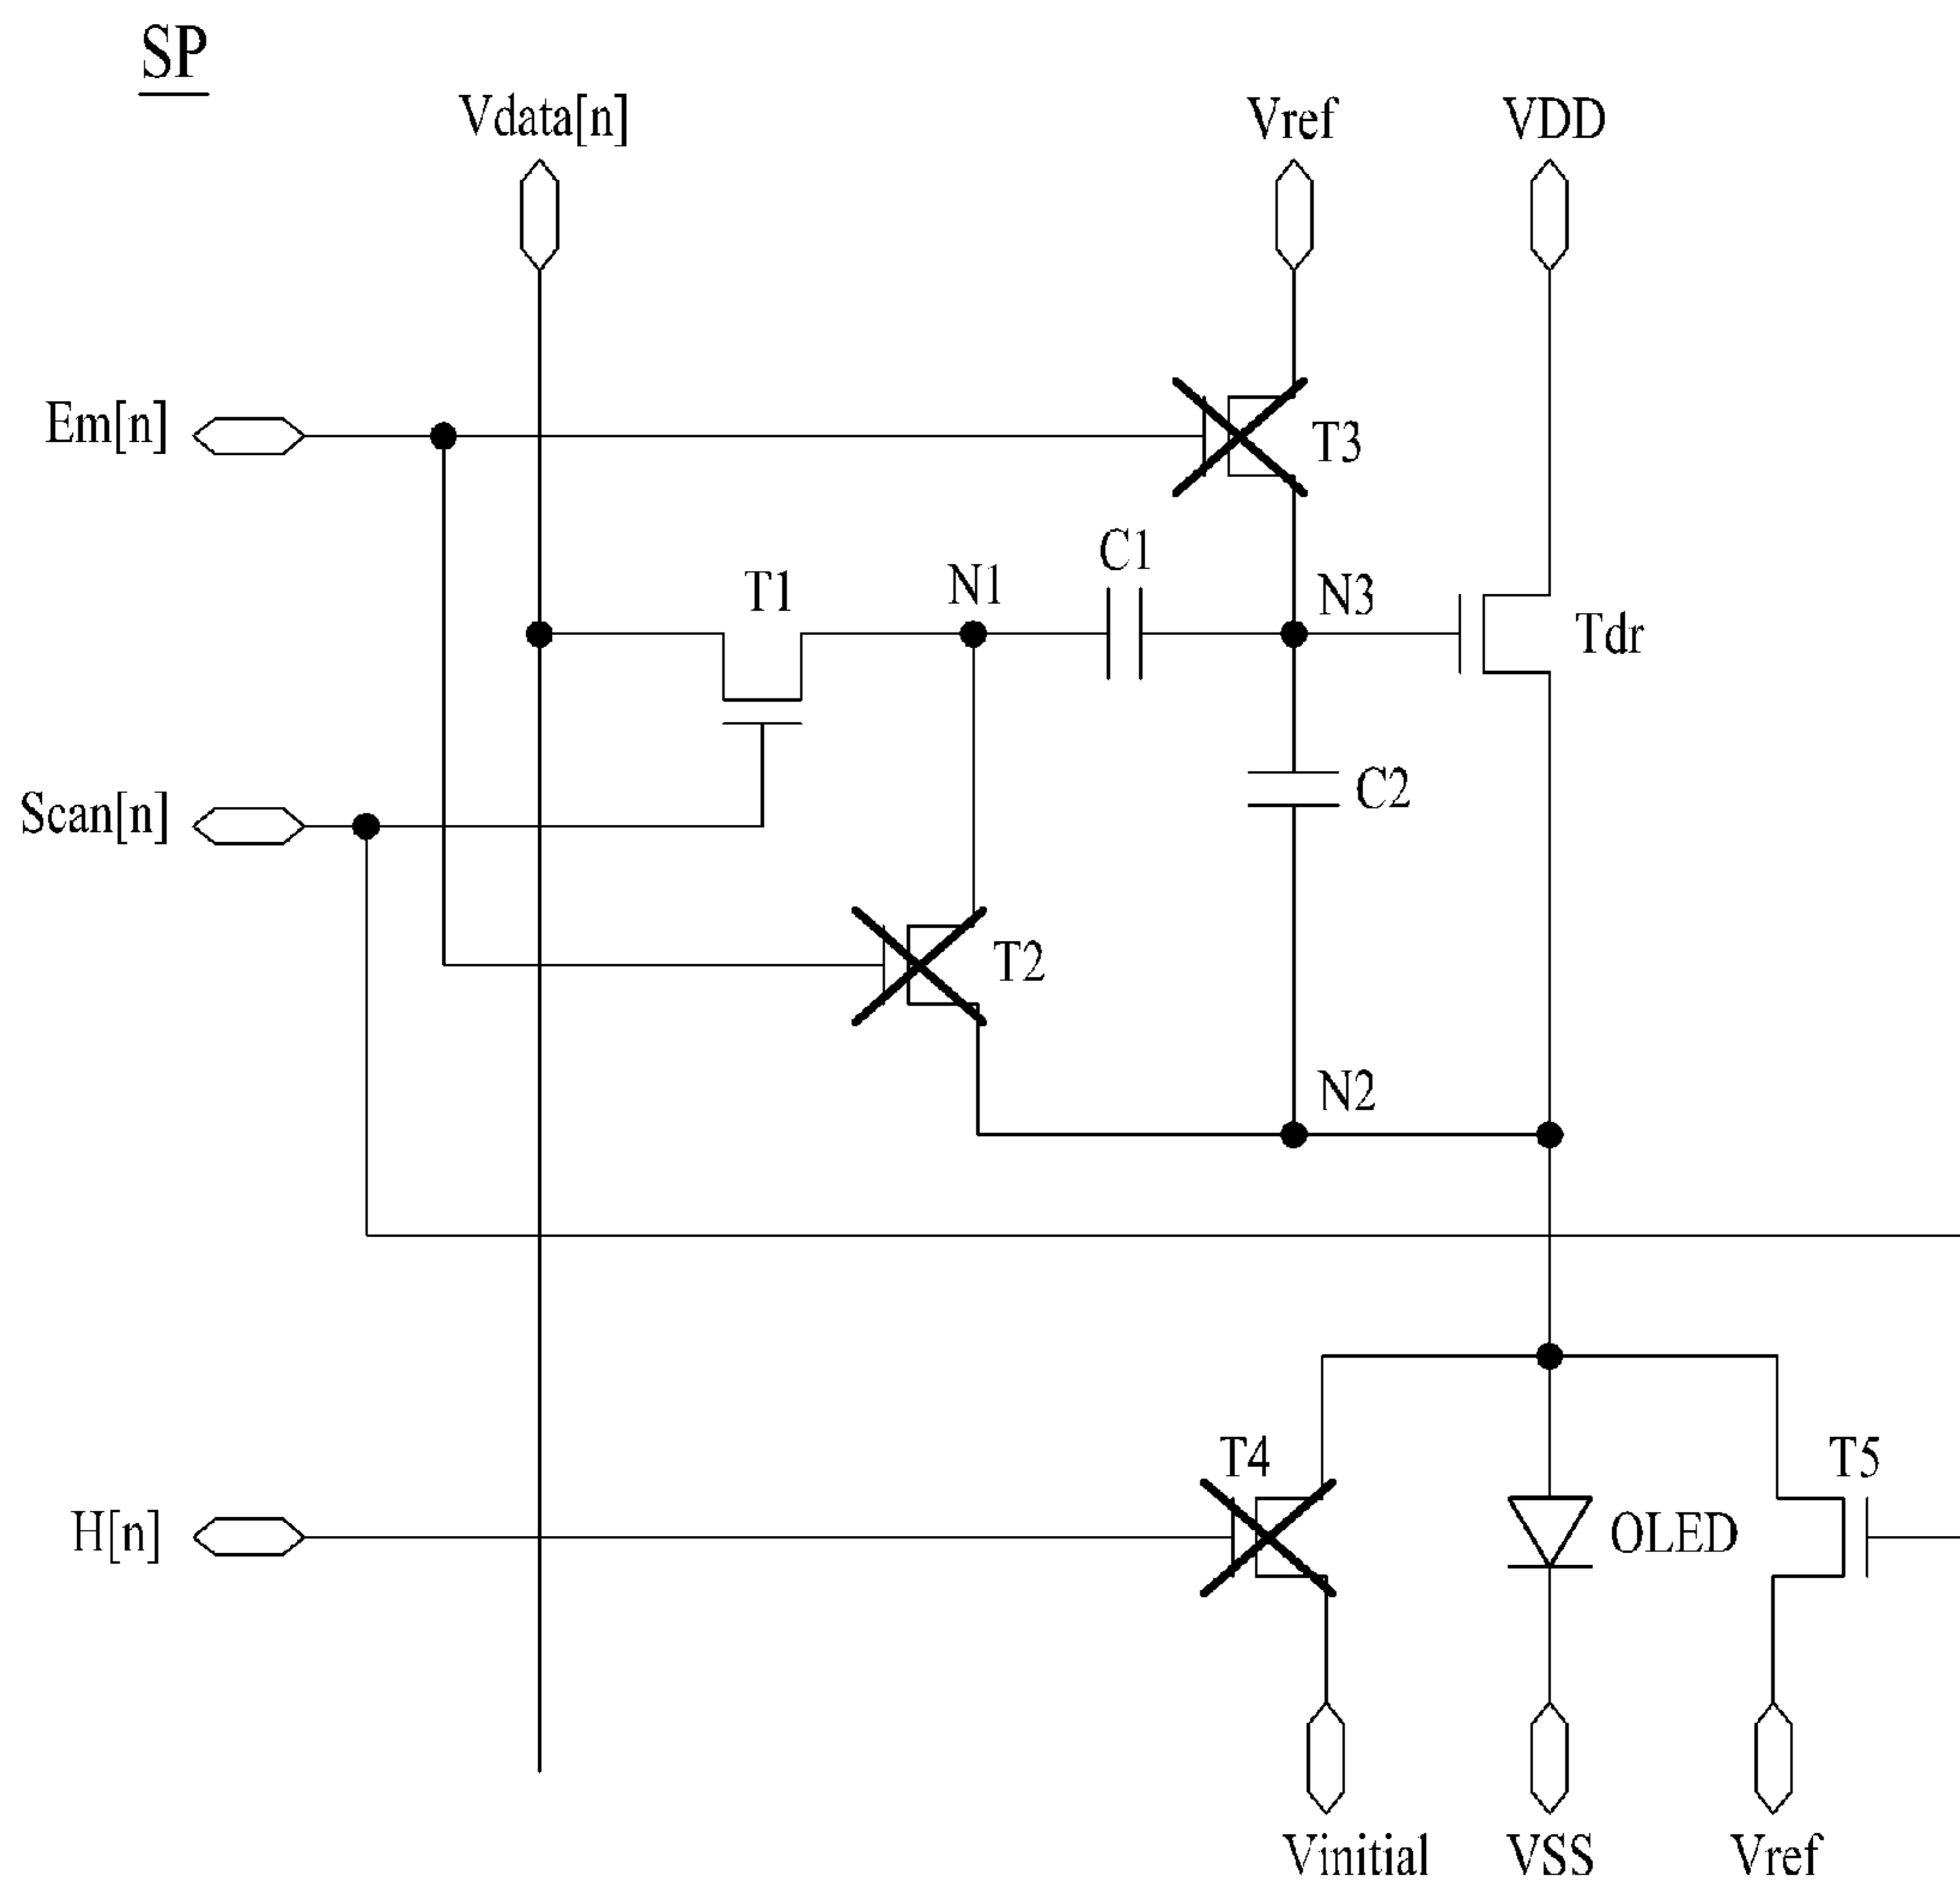 SP
Vdata[n]
Vref
VDD
Em[n]
T3
C1
T1
N1
N3
Tdr
C2
Scan[n]
T2
N2
T4
T5
H[n]
OLED
Vinitial
VSS
Vref